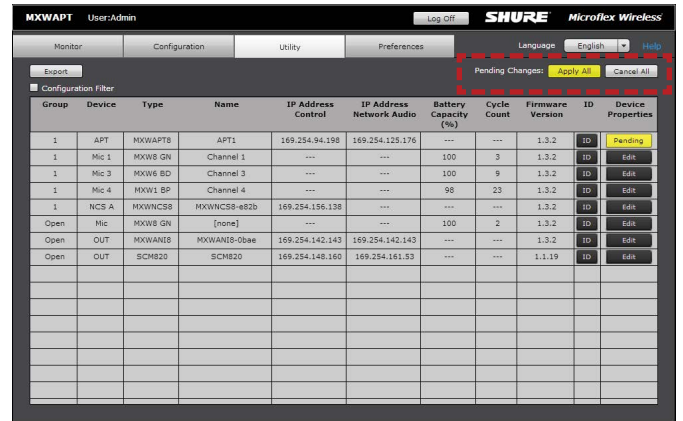 MXWAPT User:Admin Log Off SHURE Microflex Wireless
Monitor Configuration Utility Preferences Language English Help
Export Pending Changes: Apply All Cancel All
Configuration Filter
Group Device Type Name IP Address Control IP Address Network Audio Battery Capacity (%) Cycle Count Firmware Version ID Device Properties
1 APT MXWAPT8 APT1 169.254.94.198 169.254.125.176 --- --- 1.3.2 ID Pending
1 Mic 1 MXW8 GN Channel 1 --- --- 100 3 1.3.2 ID Edit
1 Mic 3 MXW6 BD Channel 3 --- --- 100 9 1.3.2 ID Edit
1 Mic 4 MXW1 BP Channel 4 --- --- 98 23 1.3.2 ID Edit
1 NCS A MXWNCS8 MXWNCS8-e82b 169.254.156.138 --- --- --- 1.3.2 ID Edit
Open Mic MXW8 GN [none] --- --- 100 2 1.3.2 ID Edit
Open OUT MXWANI8 MXWANI8-0bae 169.254.142.143 169.254.142.143 --- --- 1.3.2 ID Edit
Open OUT SCM820 SCM820 169.254.148.160 169.254.161.53 --- --- 1.1.19 ID Edit